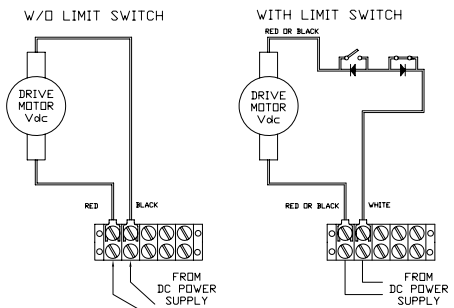 W/O LIMIT SWITCH
DRIVE
MOTOR
Vdc
RED
BLACK
FROM
DC POWER
SUPPLY
WITH LIMIT SWITCH
RED OR BLACK
DRIVE
MOTOR
Vdc
RED OR BLACK
WHITE
FROM
DC POWER
SUPPLY